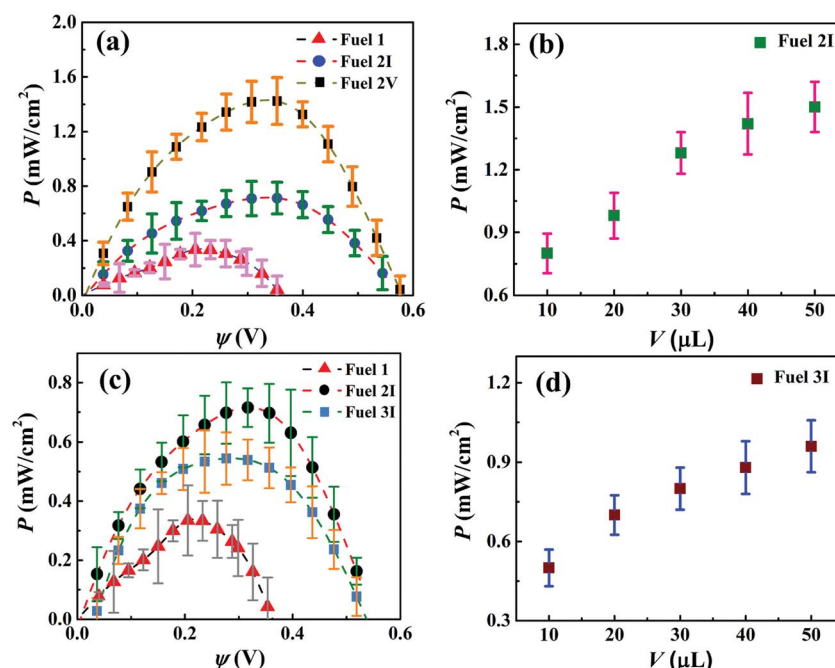 (a)
Fuel 1
Fuel 2I
Fuel 2V
P (mW/cm²)
2.0
1.6
1.2
0.8
0.4
0.0
0.0 0.2 0.4 0.6
ψ (V)
(b)
Fuel 2I
P (mW/cm²)
1.8
1.5
1.2
0.9
0.6
10 20 30 40 50
V (μL)
(c)
Fuel 1
Fuel 2I
Fuel 3I
P (mW/cm²)
0.8
0.6
0.4
0.2
0.0
0.0 0.2 0.4 0.6
ψ (V)
(d)
Fuel 3I
P (mW/cm²)
1.2
0.9
0.6
0.3
10 20 30 40 50
V (μL)